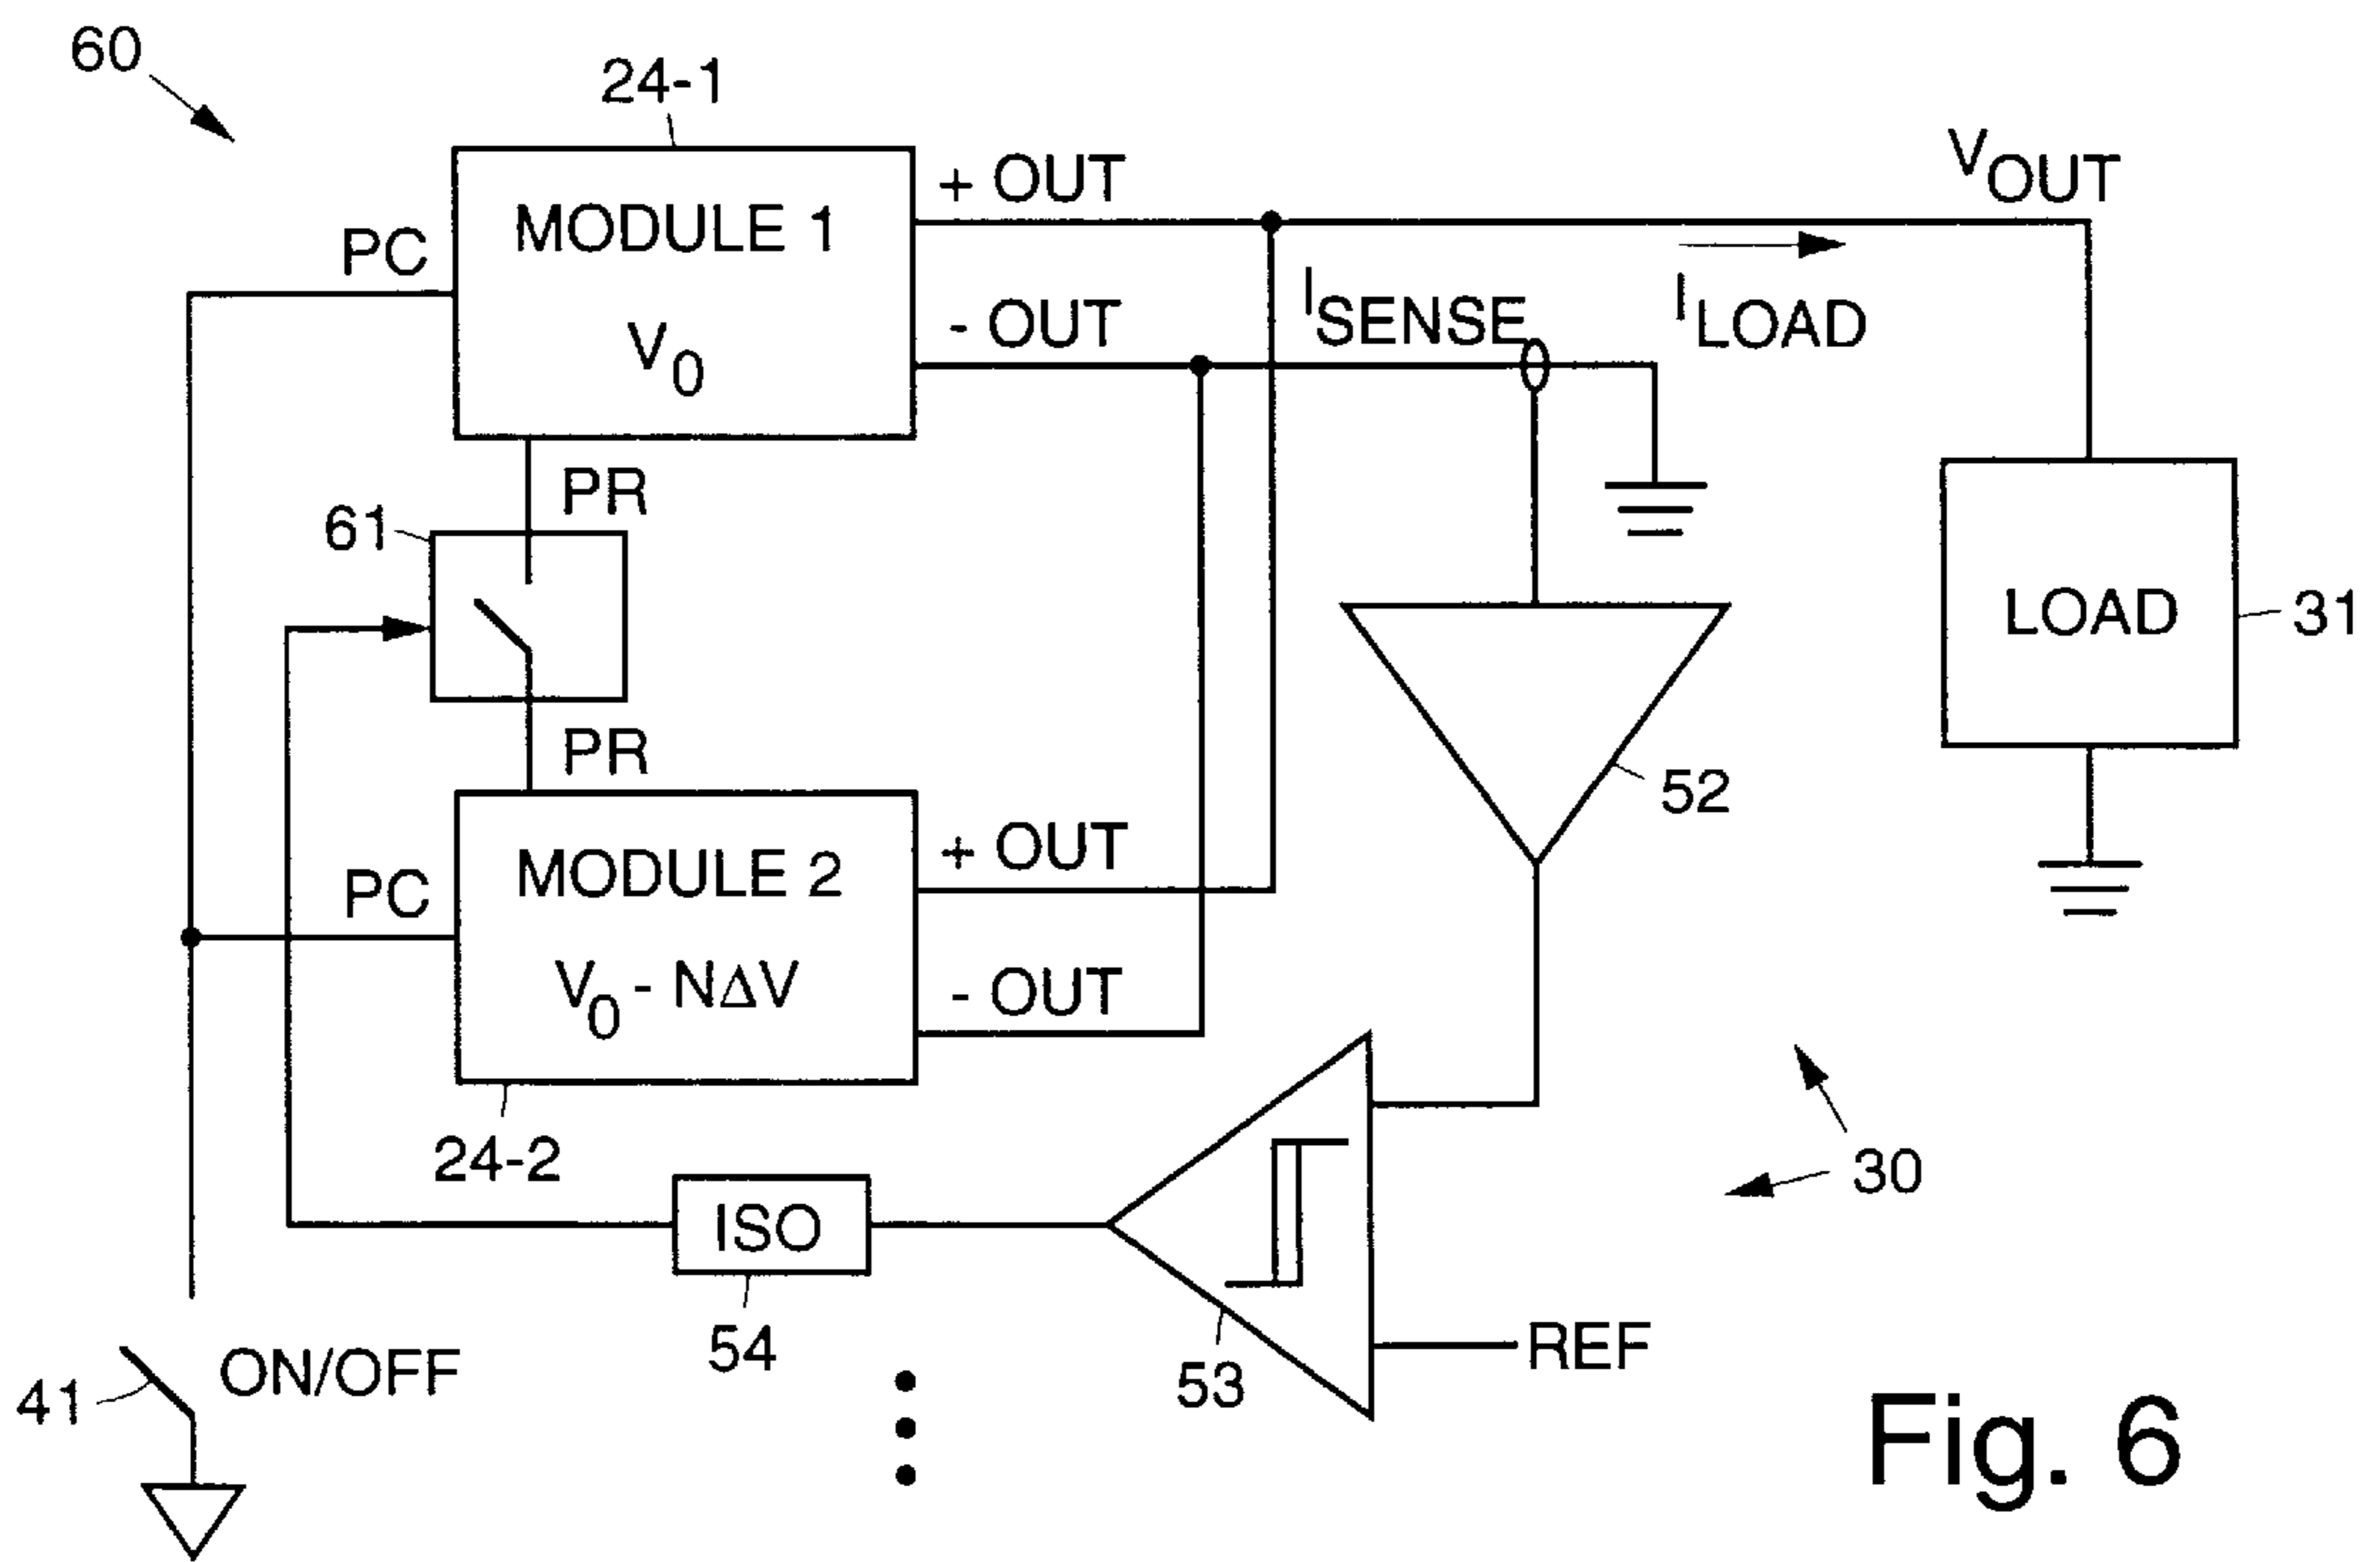 60
24-1
MODULE 1
V0
PC
+ OUT
- OUT
VOUT
ISENSE
ILOAD
PR
61
PR
LOAD
31
52
MODULE 2
V0 - NΔV
PC
+ OUT
- OUT
24-2
30
ISO
54
53
REF
ON/OFF
41
Fig. 6